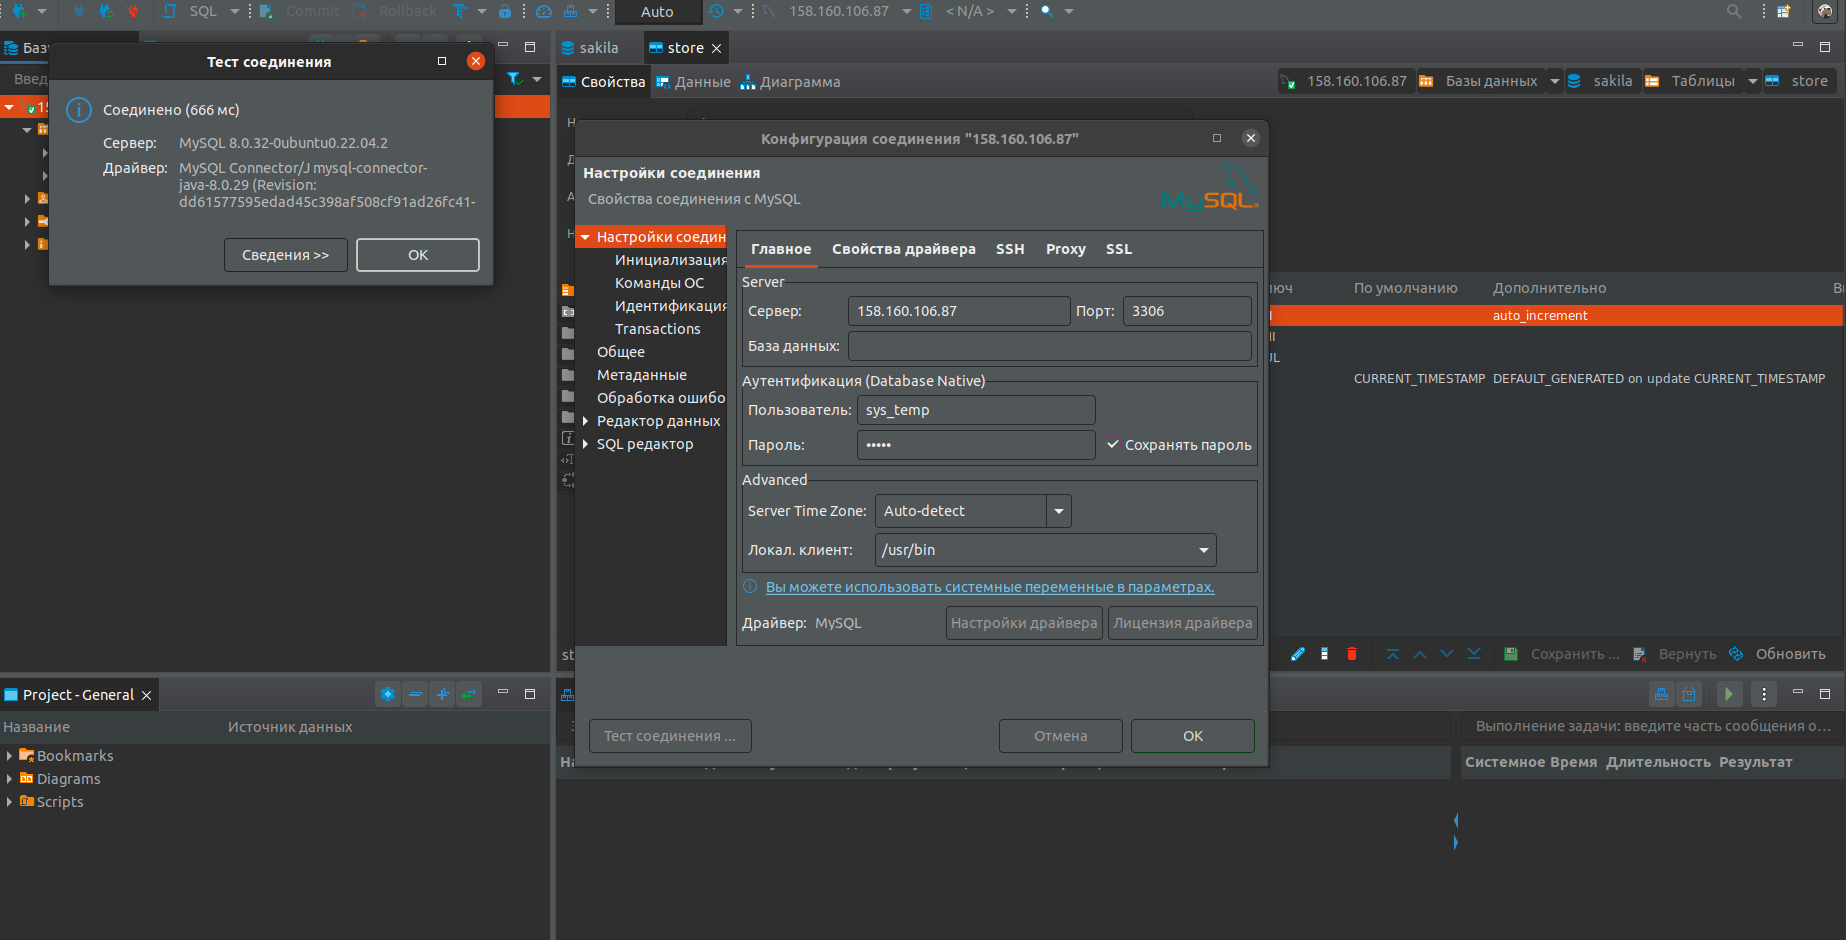 SQL
Commit
Rollback
Auto
158.160.106.87
< N/A >
Тест соединения
Соединено (666 мс)
Сервер: MySQL 8.0.32-0ubuntu0.22.04.2
Драйвер: MySQL Connector/J mysql-connector-
java-8.0.29 (Revision:
dd61577595edad45c398af508cf91ad26fc41-
Сведения >>
OK
sakila
store
Свойства
Данные
Диаграмма
158.160.106.87
Базы данных
sakila
Таблицы
store
Конфигурация соединения "158.160.106.87"
Настройки соединения
Свойства соединения с MySQL
MySQL
Настройки соедин
Инициализация
Команды ОС
Идентификация
Transactions
Общее
Метаданные
Обработка ошибо
Редактор данных
SQL редактор
Главное
Свойства драйвера
SSH
Proxy
SSL
Server
Сервер: 158.160.106.87 Порт: 3306
База данных:
Аутентификация (Database Native)
Пользователь: sys_temp
Пароль: ••••• Сохранять пароль
Advanced
Server Time Zone: Auto-detect
Локал. клиент: /usr/bin
Вы можете использовать системные переменные в параметрах.
Драйвер: MySQL
Настройки драйвера
Лицензия драйвера
Тест соединения ...
Отмена
OK
По умолчанию
Дополнительно
auto_increment
CURRENT_TIMESTAMP
DEFAULT_GENERATED on update CURRENT_TIMESTAMP
Сохранить ...
Вернуть
Обновить
Project - General
Название
Источник данных
Bookmarks
Diagrams
Scripts
Выполнение задачи: введите часть сообщения о...
Системное Время
Длительность
Результат